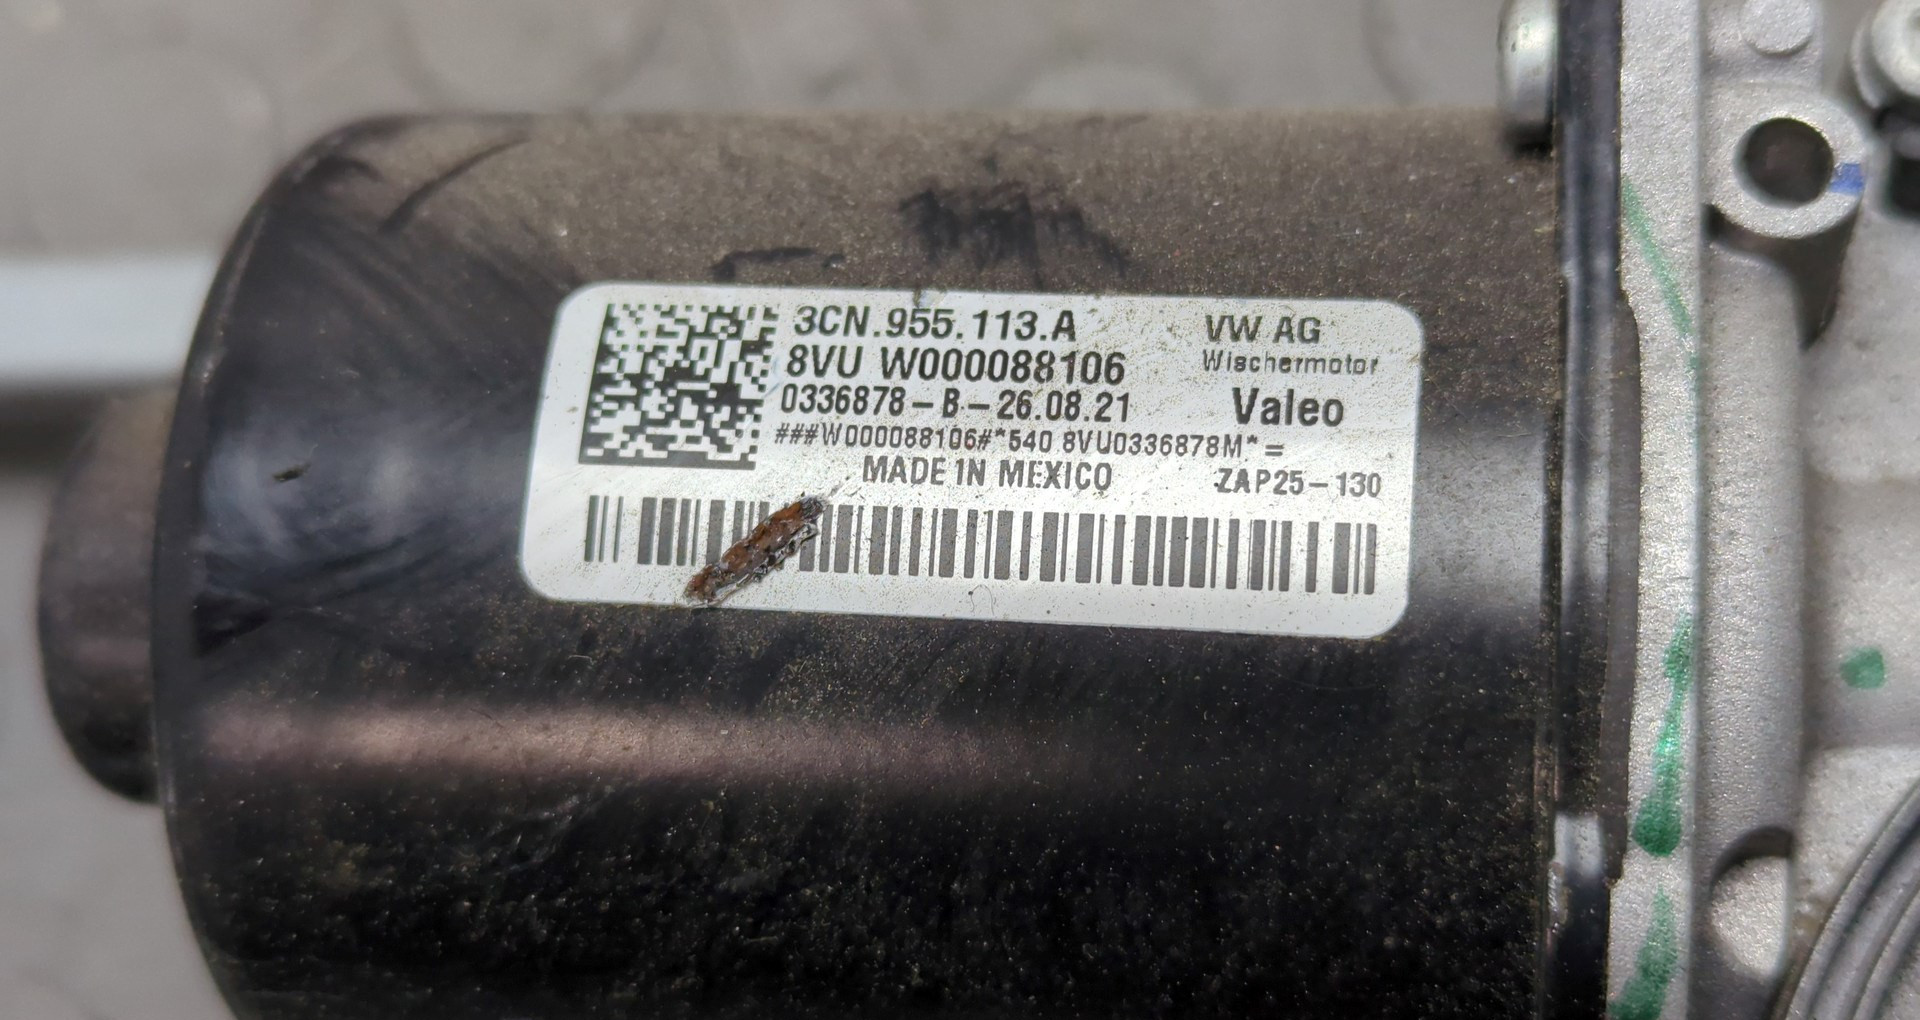 3CN.955.113.A VW AG
8VU W000088106 Wischermotor
0336878-B-26.08.21 Valeo
###W000088106#*540 8VU0336878M*=
MADE IN MEXICO ZAP25-130